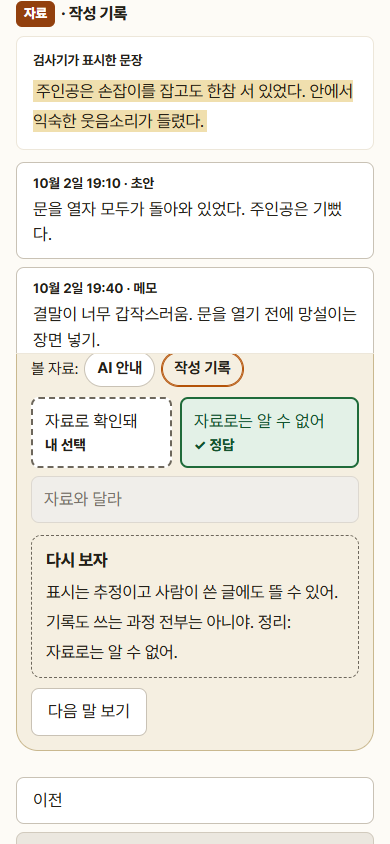 자료 · 작성 기록
검사기가 표시한 문장
주인공은 손잡이를 잡고도 한참 서 있었다. 안에서
익숙한 웃음소리가 들렸다.
10월 2일 19:10 · 초안
문을 열자 모두가 돌아와 있었다. 주인공은 기뻤
다.
10월 2일 19:40 · 메모
결말이 너무 갑작스러움. 문을 열기 전에 망설이는
장면 넣기.
볼 자료: AI 안내 작성 기록
자료로 확인돼 자료로는 알 수 없어
내 선택 ✓ 정답
자료와 달라
다시 보자
표시는 추정이고 사람이 쓴 글에도 뜰 수 있어.
기록도 쓰는 과정 전부는 아니야. 정리:
자료로는 알 수 없어.
다음 말 보기
이전